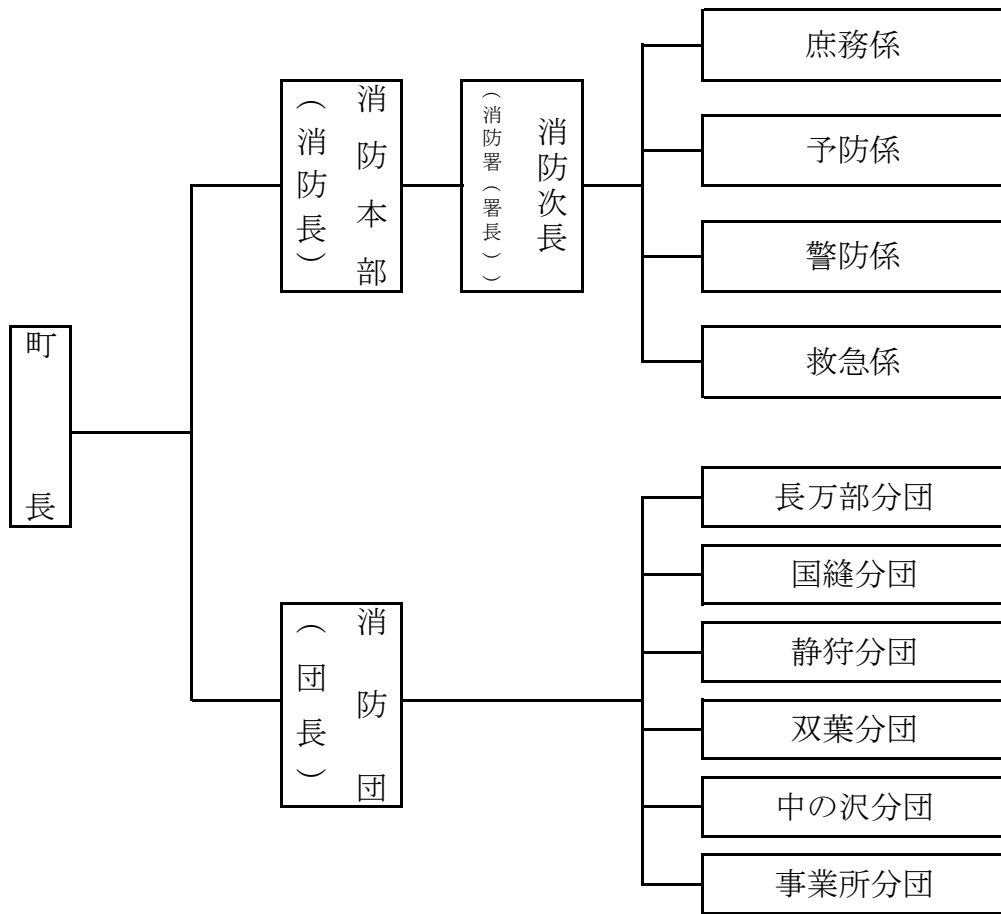 町長
消防本部
（消防長）
消防次長
（消防署（署長））
庶務係
予防係
警防係
救急係
消防団
（団長）
長万部分団
国縫分団
静狩分団
双葉分団
中の沢分団
事業所分団